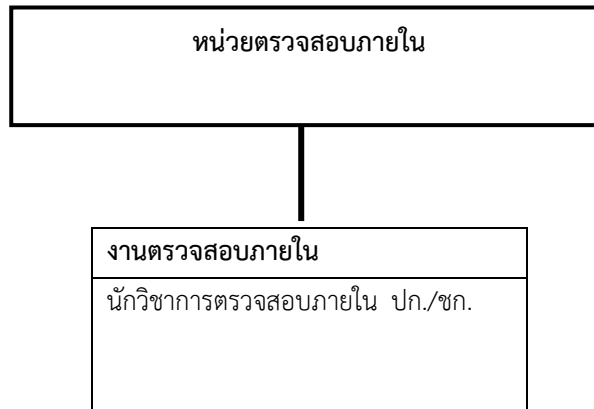 หน่วยตรวจสอบภายใน
งานตรวจสอบภายใน
นักวิชาการตรวจสอบภายใน ปก./ชก.